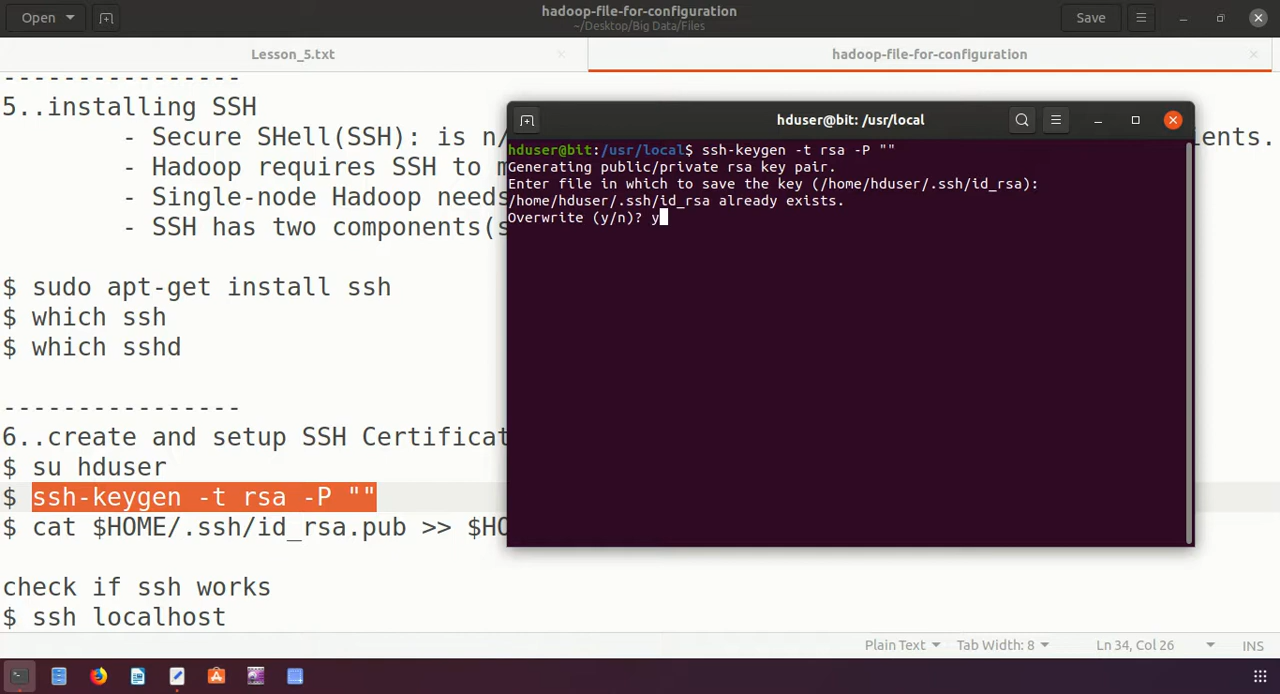 Open
hadoop-file-for-configuration
~/Desktop/Big Data/Files
Save
Lesson_5.txt
hadoop-file-for-configuration
---------------
5..installing SSH
- Secure SHell(SSH): is n/
ients.
- Hadoop requires SSH to m
- Single-node Hadoop needs
- SSH has two components(s
$ sudo apt-get install ssh
$ which ssh
$ which sshd
----------------
6..create and setup SSH Certificat
$ su hduser
$ ssh-keygen -t rsa -P ""
$ cat $HOME/.ssh/id_rsa.pub >> $HO
check if ssh works
$ ssh localhost
hduser@bit: /usr/local
hduser@bit:/usr/local$ ssh-keygen -t rsa -P ""
Generating public/private rsa key pair.
Enter file in which to save the key (/home/hduser/.ssh/id_rsa):
/home/hduser/.ssh/id_rsa already exists.
Overwrite (y/n)? y
Plain Text
Tab Width: 8
Ln 34, Col 26
INS